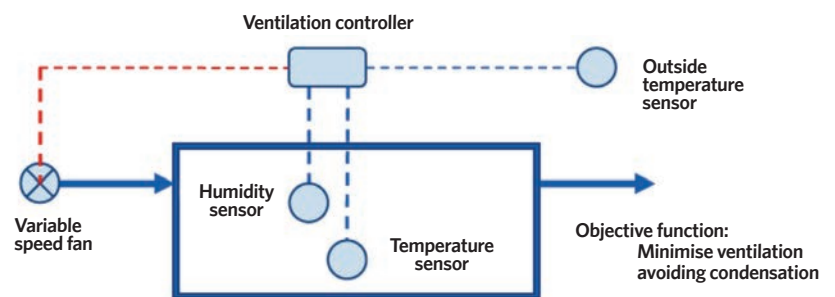 Ventilation controller
Outside
temperature
sensor
Humidity
sensor
Variable
speed fan
Temperature
sensor
Objective function:
Minimise ventilation
avoiding condensation